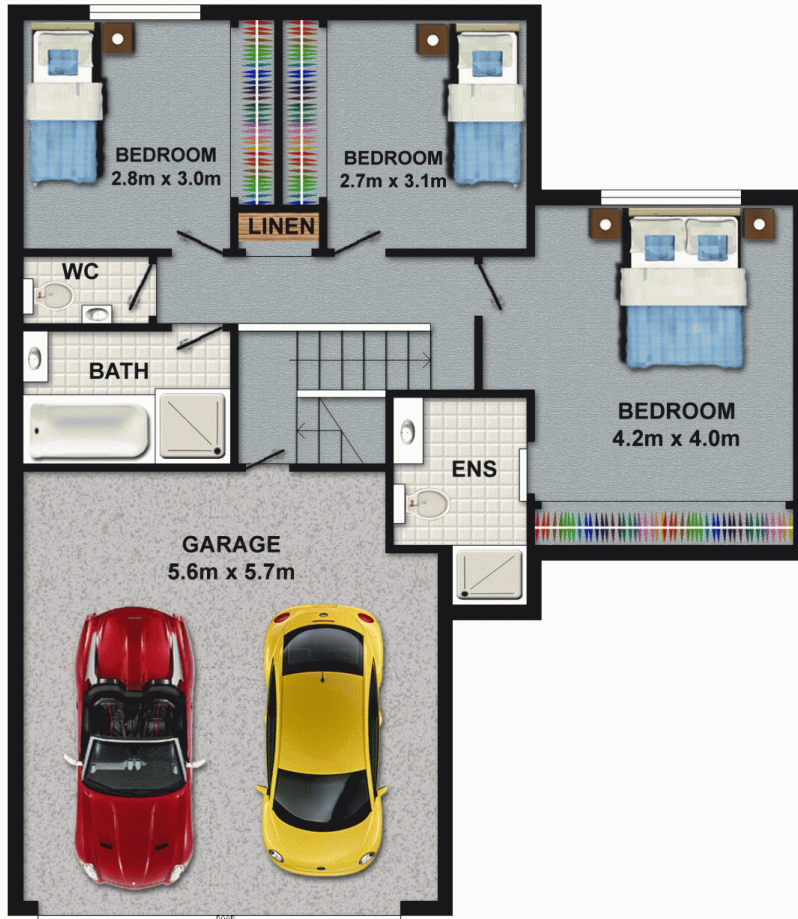 BEDROOM
2.8m x 3.0m
BEDROOM
2.7m x 3.1m
LINEN
WC
BATH
BEDROOM
4.2m x 4.0m
ENS
GARAGE
5.6m x 5.7m